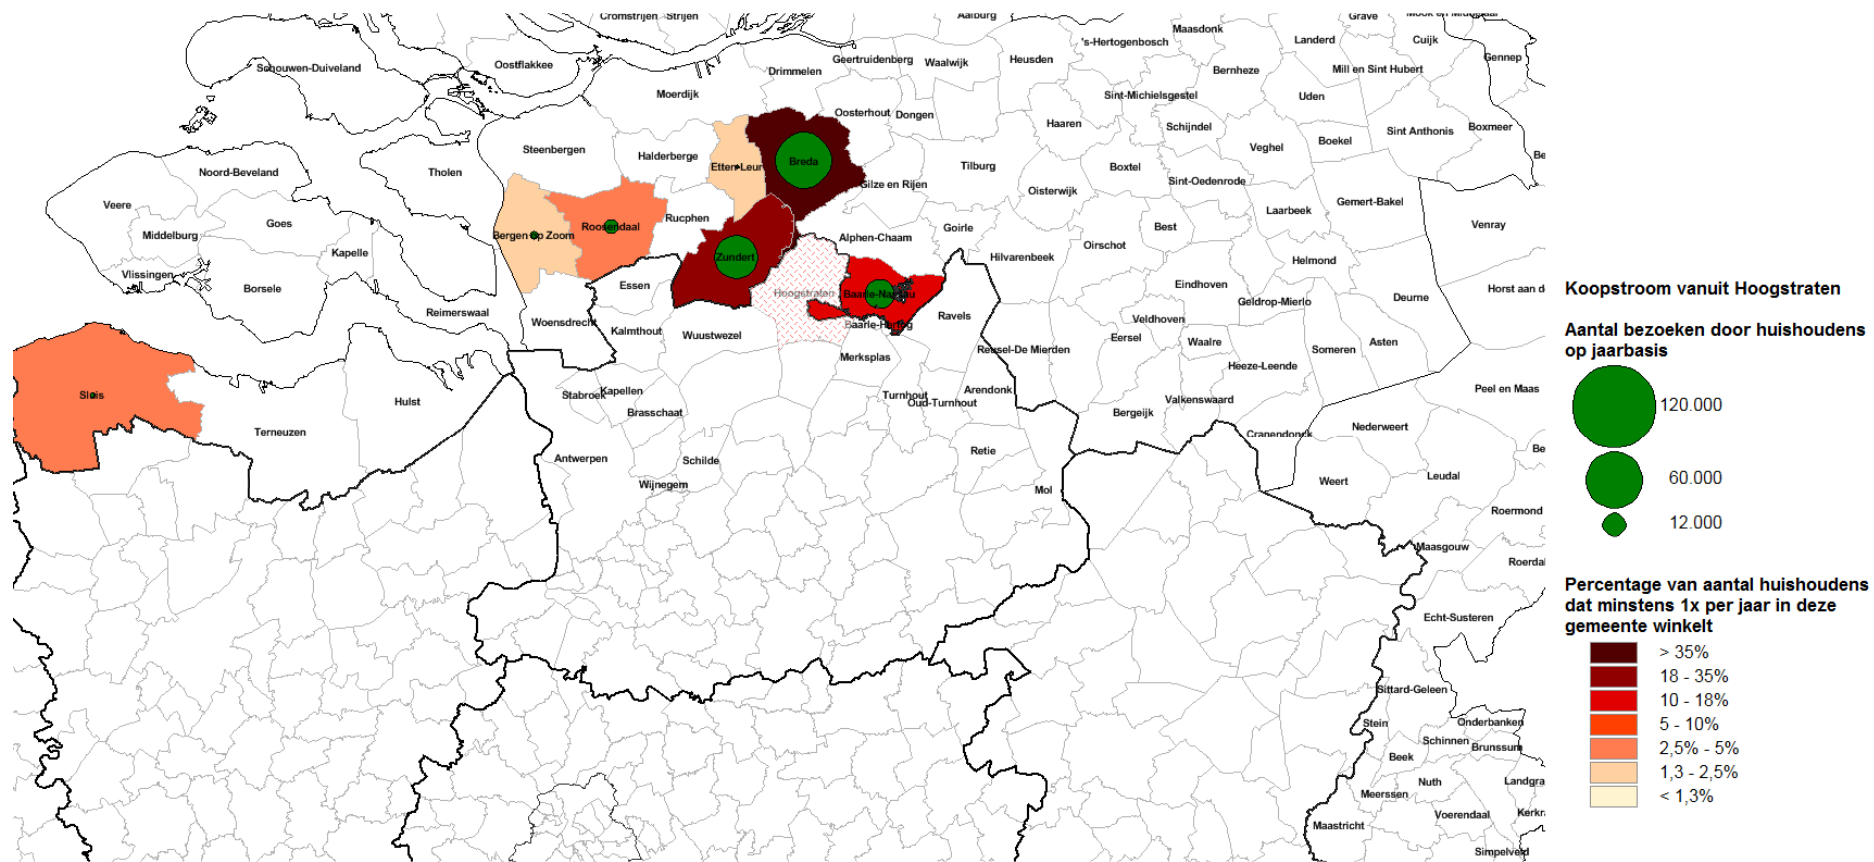 Cromstrijen
Strijen
Aalburg
Grave
Mook en Middelaar
Schouwen-Duiveland
Oostflakkee
Drimmelen
Geertruidenberg
Waalwijk
Heusden
's-Hertogenbosch
Maasdonk
Landerd
Cuijk
Gennep
Moerdijk
Bernheze
Mill en Sint Hubert
Oosterhout
Dongen
Sint-Michielsgestel
Uden
Haaren
Schijndel
Boekel
Sint Anthonis
Boxmeer
Steenbergen
Halderberge
Etten-Leur
Breda
Veghel
Be
Noord-Beveland
Tholen
Tilburg
Boxtel
Gilze en Rijen
Oisterwijk
Sint-Oedenrode
Veere
Goes
Rucphen
Laarbeek
Gemert-Bakel
Venray
Middelburg
Bergen op Zoom
Roosendaal
Alphen-Chaam
Goirle
Best
Oirschot
Kapelle
Zundert
Hilvarenbeek
Helmond
Vlissingen
Borsele
Essen
Hoogstraten
Baarle-Nassau
Eindhoven
Geldrop-Mierlo
Deurne
Horst aan d
Reimerswaal
Woensdrecht
Kalmthout
Wuustwezel
Baarle-Hertog
Ravels
Veldhoven
Eersel
Waalre
Asten
Someren
Merksplas
Reusel-De Mierden
Heeze-Leende
Sluis
Hulst
Stabroek
Kapellen
Brasschaat
Turnhout
Arendonk
Oud-Turnhout
Valkenswaard
Bergeijk
Peel en Maas
Terneuzen
Cranendonck
Nederweert
Antwerpen
Schilde
Retie
Be
Wijnegem
Mol
Weert
Leudal
Roermond
Maasgouw
Roerdal
Echt-Susteren
Sittard-Geleen
Stein
Onderbanken
Schinnen
Brunssum
Beek
Nuth
Landgra
Meerssen
Voerendaal
Kerkr
Maastricht
Simpelveld
Koopstroom vanuit Hoogstraten
Aantal bezoeken door huishoudens
op jaarbasis
120.000
60.000
12.000
Percentage van aantal huishoudens
dat minstens 1x per jaar in deze
gemeente winkelt
> 35%
18 - 35%
10 - 18%
5 - 10%
2,5% - 5%
1,3 - 2,5%
< 1,3%